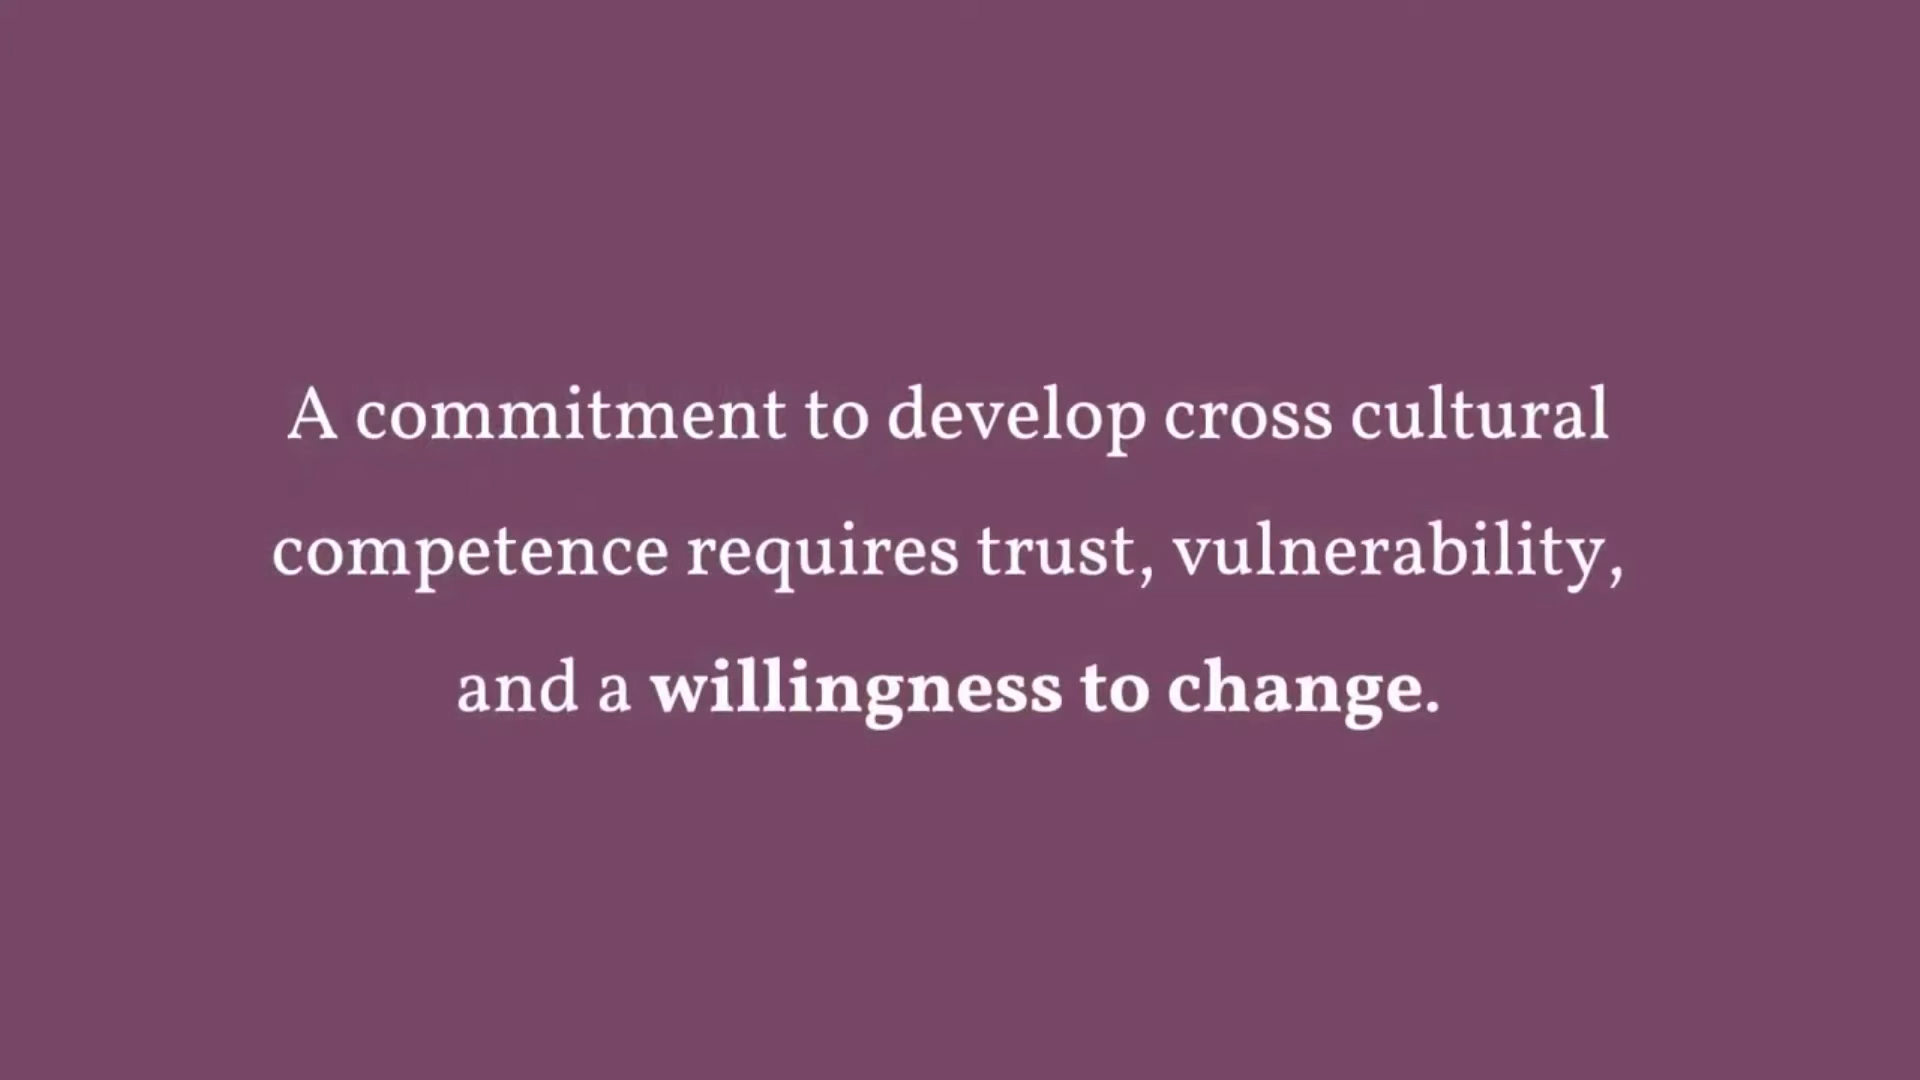 A commitment to develop cross cultural
competence requires trust, vulnerability,
and a willingness to change.